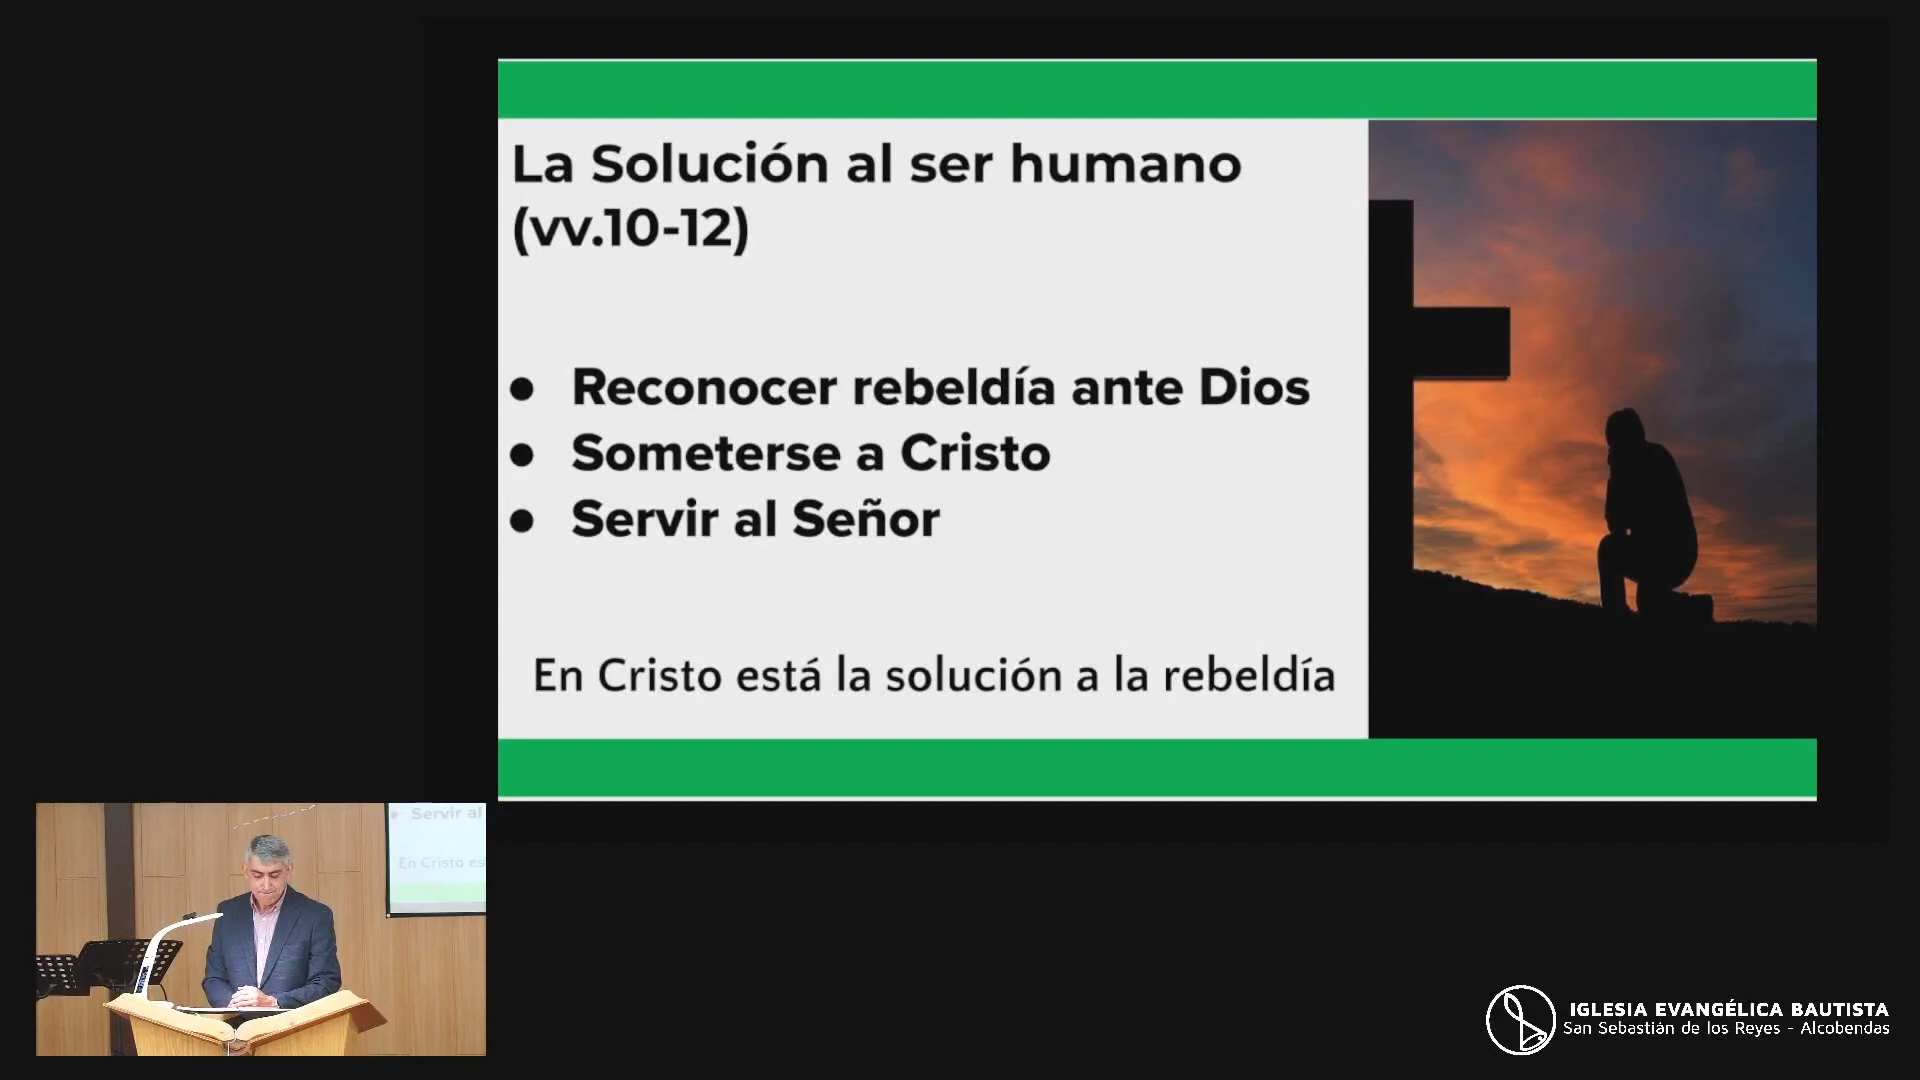 La Solución al ser humano
(vv.10-12)
● Reconocer rebeldía ante Dios
● Someterse a Cristo
● Servir al Señor
En Cristo está la solución a la rebeldía
Servir al
En Cristo es
IGLESIA EVANGÉLICA BAUTISTA
San Sebastián de los Reyes - Alcobendas